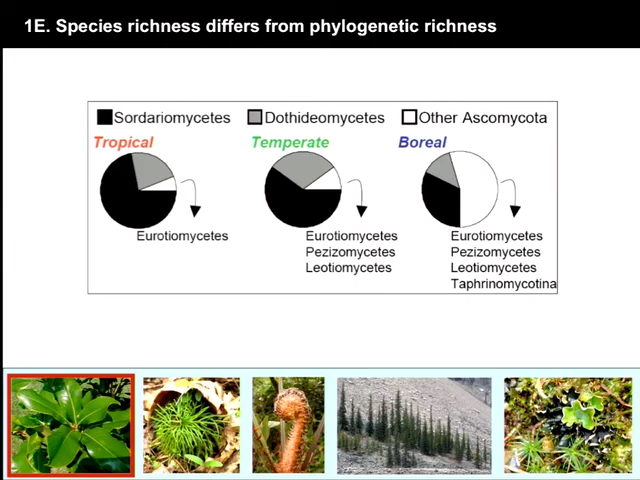 1E. Species richness differs from phylogenetic richness
Sordariomycetes Dothideomycetes Other Ascomycota
Tropical Temperate Boreal
Eurotiomycetes
Eurotiomycetes
Pezizomycetes
Leotiomycetes
Eurotiomycetes
Pezizomycetes
Leotiomycetes
Taphrinomycotina